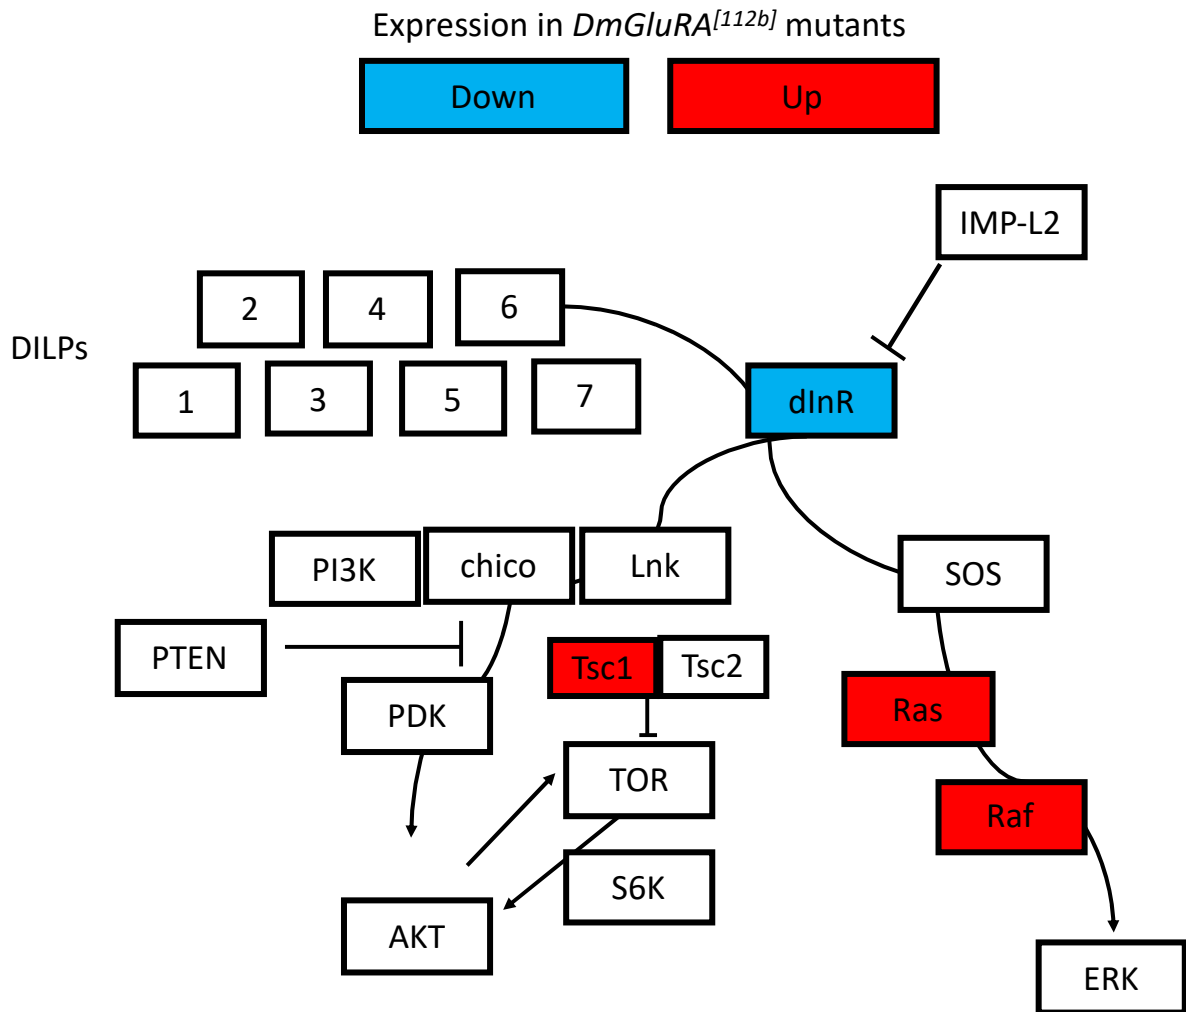 Expression in DmGluRA[112b] mutants
Down
Up
IMP-L2
2
4
6
DILPs
1
3
5
7
dInR
PI3K
chico
Lnk
SOS
PTEN
Tsc1
Tsc2
PDK
Ras
TOR
Raf
S6K
AKT
ERK